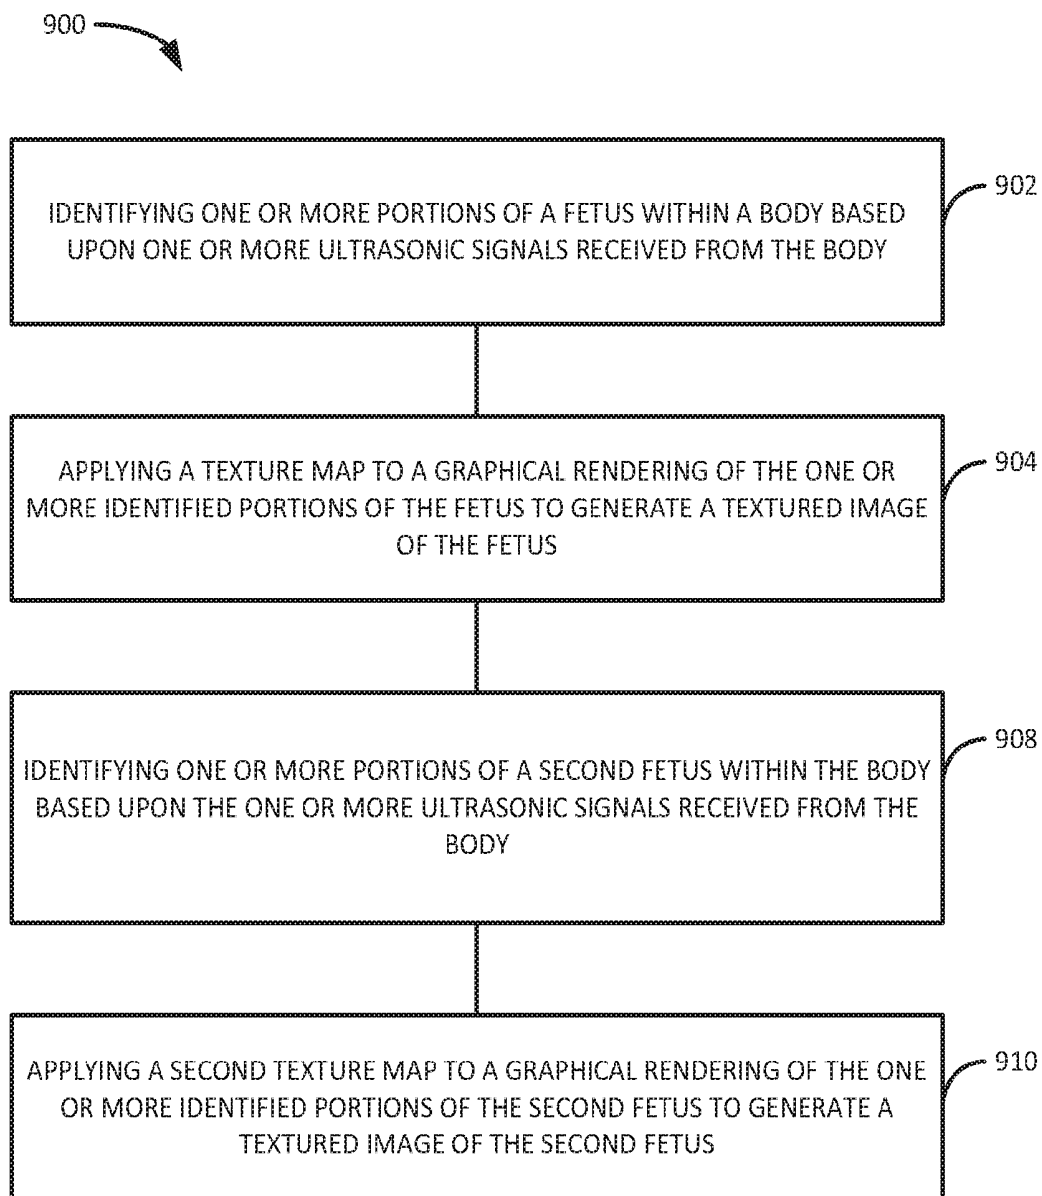 900
IDENTIFYING ONE OR MORE PORTIONS OF A FETUS WITHIN A BODY BASED
UPON ONE OR MORE ULTRASONIC SIGNALS RECEIVED FROM THE BODY
902
APPLYING A TEXTURE MAP TO A GRAPHICAL RENDERING OF THE ONE OR
MORE IDENTIFIED PORTIONS OF THE FETUS TO GENERATE A TEXTURED IMAGE
OF THE FETUS
904
IDENTIFYING ONE OR MORE PORTIONS OF A SECOND FETUS WITHIN THE BODY
BASED UPON THE ONE OR MORE ULTRASONIC SIGNALS RECEIVED FROM THE
BODY
908
APPLYING A SECOND TEXTURE MAP TO A GRAPHICAL RENDERING OF THE ONE
OR MORE IDENTIFIED PORTIONS OF THE SECOND FETUS TO GENERATE A
TEXTURED IMAGE OF THE SECOND FETUS
910